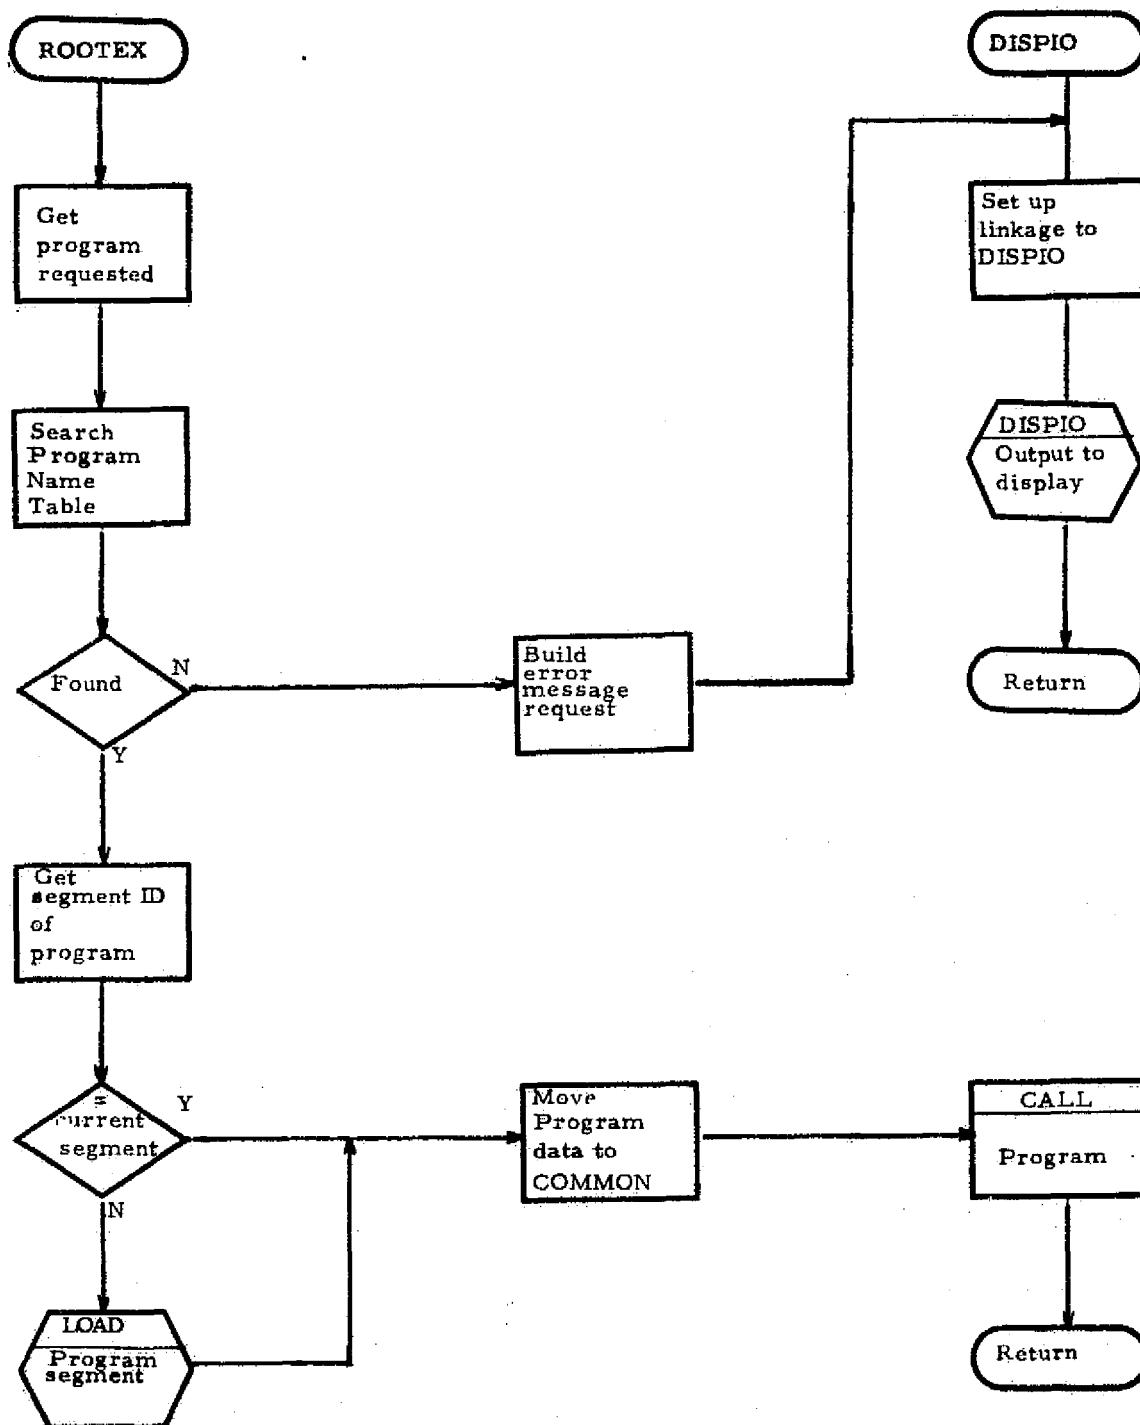 ROOTEX
Get
program
requested
Search
Program
Name
Table
Found
N
Y
Build
error
message
request
DISPIO
Set up
linkage to
DISPIO
DISPIO
Output to
display
Return
Get
segment ID
of
program
=
current
segment
Y
N
LOAD
Program
segment
Move
Program
data to
COMMON
CALL
Program
Return